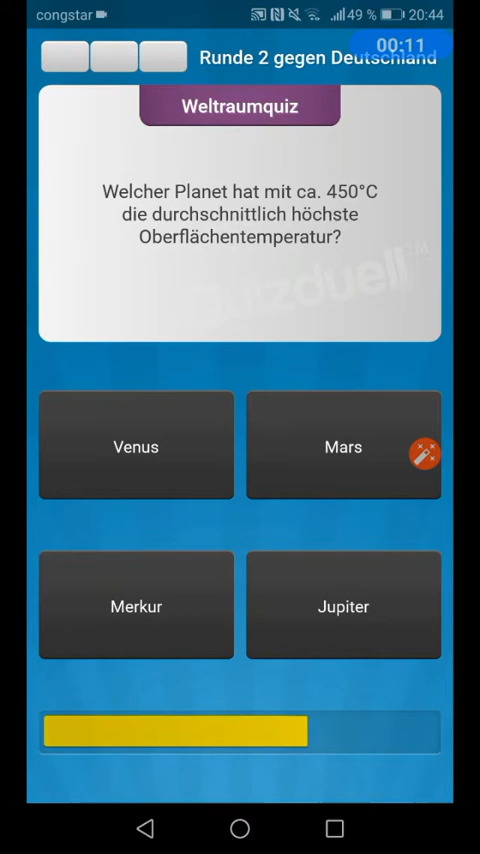 congstar
49 % 20:44
00:11
Runde 2 gegen Deutschland
Weltraumquiz
Welcher Planet hat mit ca. 450°C
die durchschnittlich höchste
Oberflächentemperatur?
Quizduell™
Venus
Mars
Merkur
Jupiter